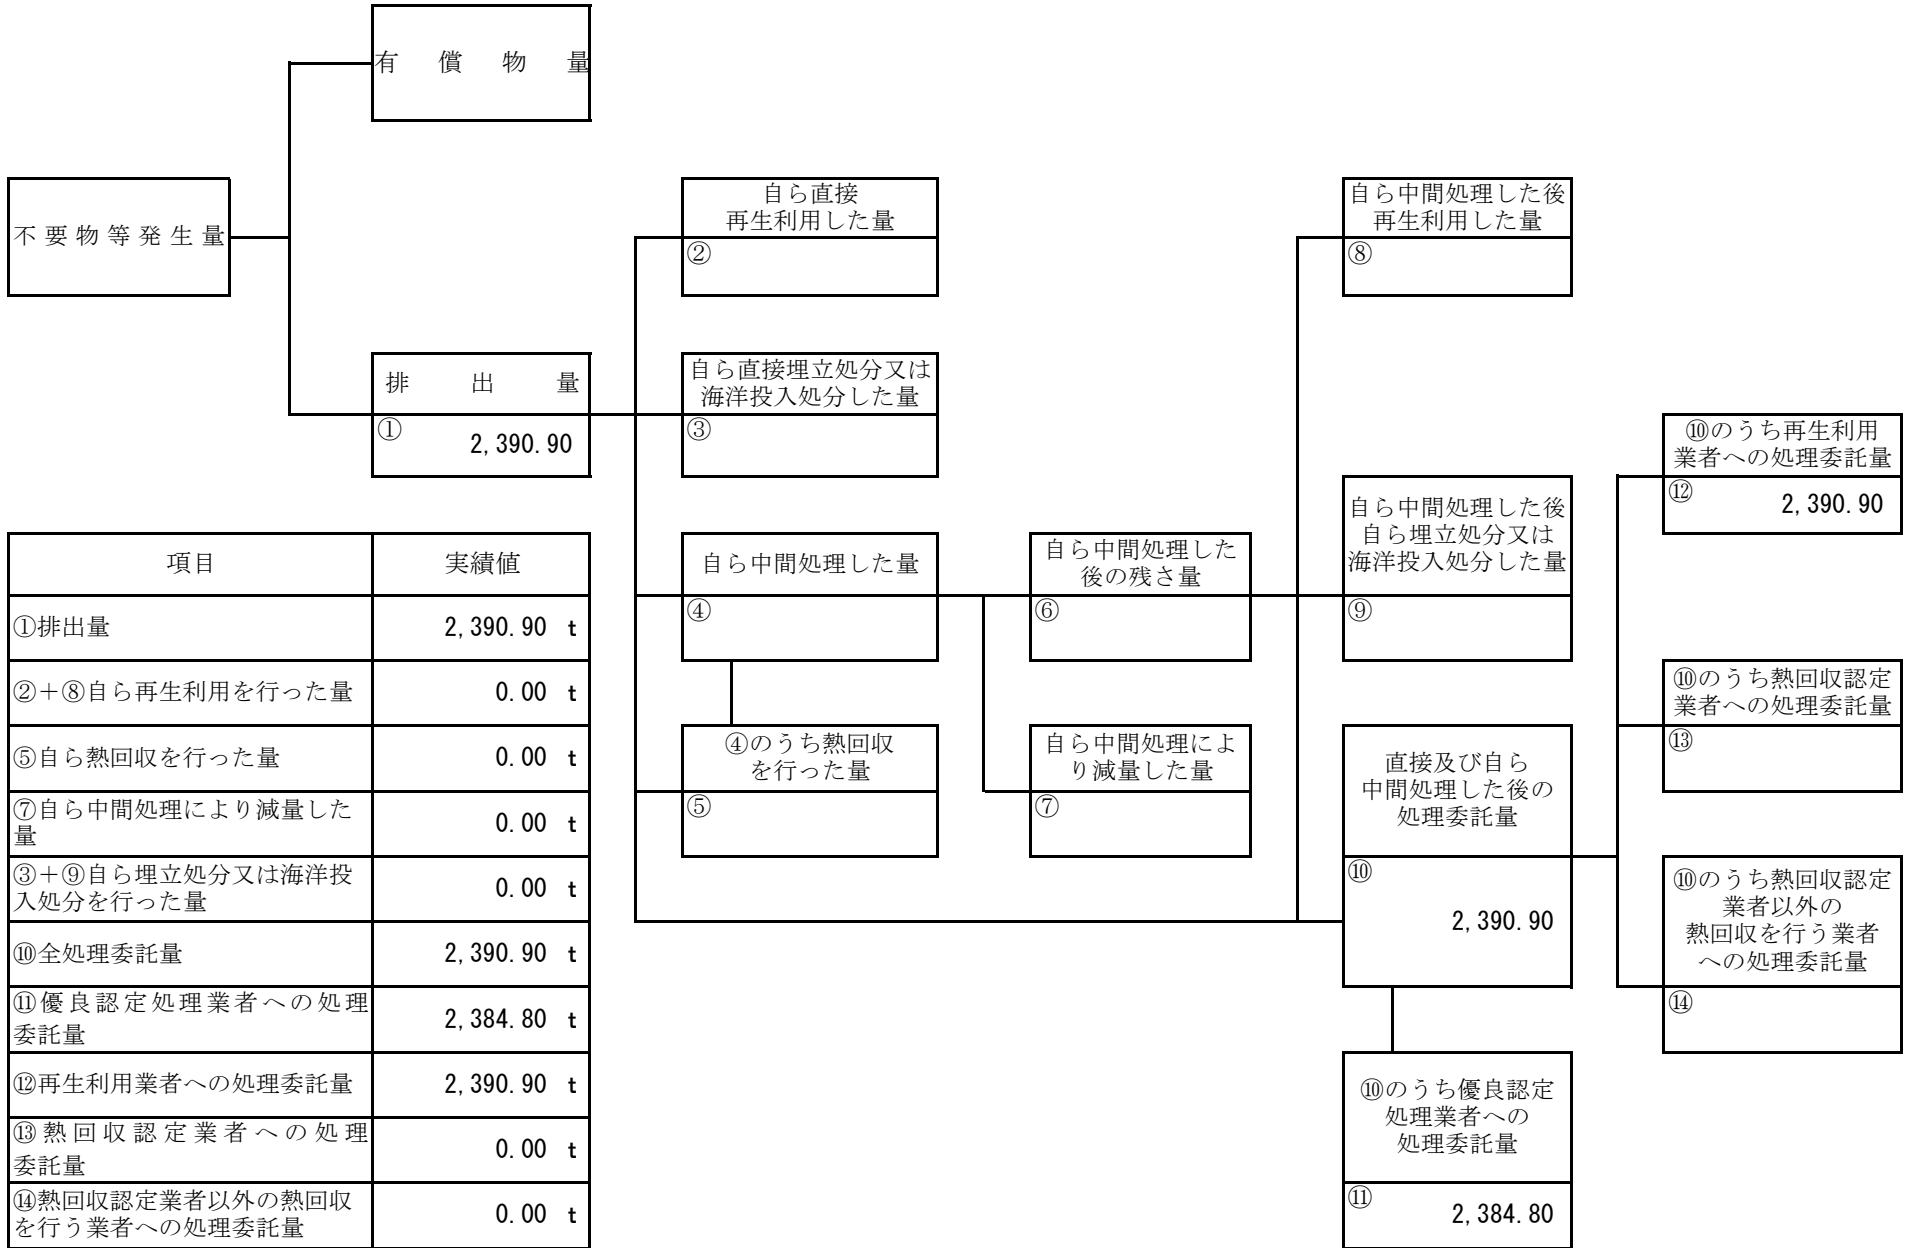 有償物量
不要物等発生量
自ら直接
再生利用した量
②
自ら中間処理した後
再生利用した量
⑧
排出量
①
2,390.90
自ら直接埋立処分又は
海洋投入処分した量
③
⑩のうち再生利用
業者への処理委託量
⑫
2,390.90
自ら中間処理した量
④
自ら中間処理した
後の残さ量
⑥
自ら中間処理した後
自ら埋立処分又は
海洋投入処分した量
⑨
⑩のうち熱回収認定
業者への処理委託量
⑬
④のうち熱回収
を行った量
⑤
自ら中間処理によ
り減量した量
⑦
直接及び自ら
中間処理した後の
処理委託量
⑩
2,390.90
⑩のうち熱回収認定
業者以外の
熱回収を行う業者
への処理委託量
⑭
⑩のうち優良認定
処理業者への
処理委託量
⑪
2,384.80
項目 実績値
①排出量 2,390.90 t
②+⑧自ら再生利用を行った量 0.00 t
⑤自ら熱回収を行った量 0.00 t
⑦自ら中間処理により減量した
量 0.00 t
③+⑨自ら埋立処分又は海洋投
入処分を行った量 0.00 t
⑩全処理委託量 2,390.90 t
⑪優良認定処理業者への処理
委託量 2,384.80 t
⑫再生利用業者への処理委託量 2,390.90 t
⑬熱回収認定業者への処理
委託量 0.00 t
⑭熱回収認定業者以外の熱回収
を行う業者への処理委託量 0.00 t